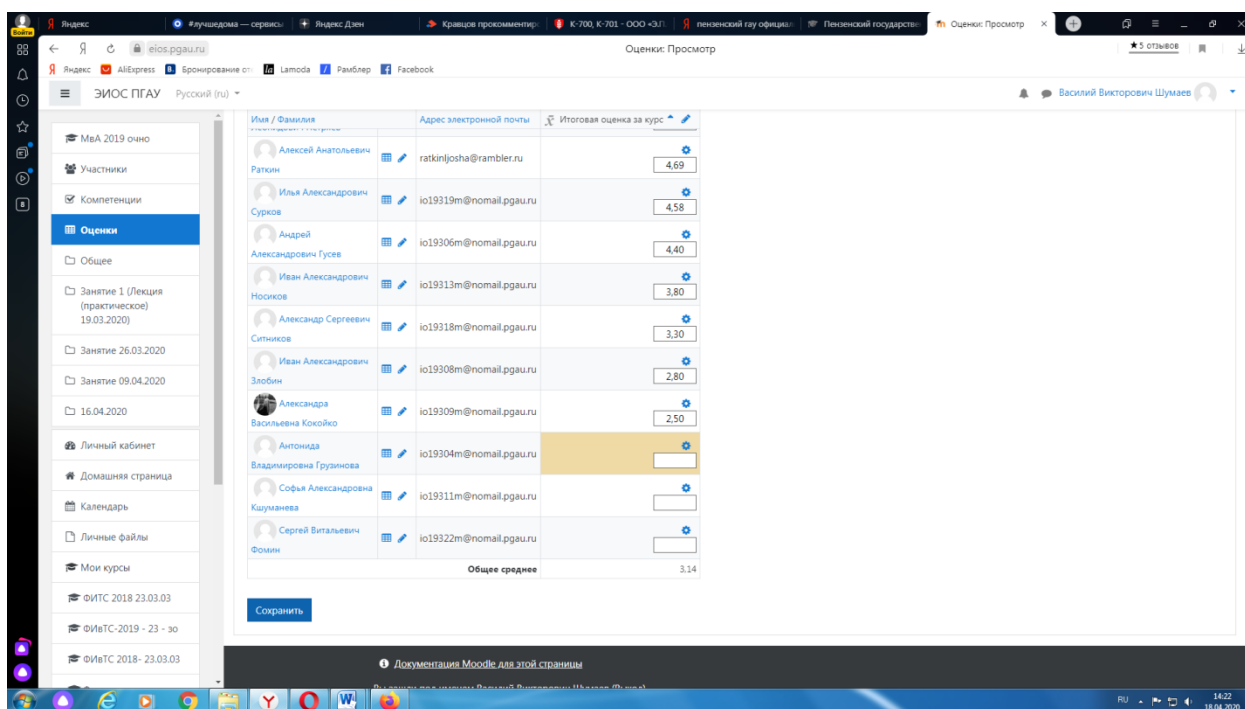 Войти
Яндекс
#лучшедома — сервисы
Яндекс Дзен
Кравцов прокомментир
К-700, К-701 - ООО «З.Г.
пензенский гау официал
Пензенский государстве
Оценки: Просмотр
eios.pgau.ru
Оценки: Просмотр
★ 5 отзывов
Яндекс
AliExpress
Бронирование от
Lamoda
Рамблер
Facebook
ЭИОС ПГАУ Русский (ru)
Василий Викторович Шумаев
МвА 2019 очно
Участники
Компетенции
Оценки
Общее
Занятие 1 (Лекция
(практическое)
19.03.2020)
Занятие 26.03.2020
Занятие 09.04.2020
16.04.2020
Личный кабинет
Домашняя страница
Календарь
Личные файлы
Мои курсы
ФИТС 2018 23.03.03
ФИвТС-2019 - 23 - зо
ФИвТС 2018- 23.03.03
Имя / Фамилия
Адрес электронной почты
Итоговая оценка за курс
Алексей Анатольевич
Раткин
ratkinljosha@rambler.ru
4,69
Илья Александрович
Сурков
io19319m@nomail.pgau.ru
4,58
Андрей
Александрович Гусев
io19306m@nomail.pgau.ru
4,40
Иван Александрович
Носиков
io19313m@nomail.pgau.ru
3,80
Александр Сергеевич
Ситников
io19318m@nomail.pgau.ru
3,30
Иван Александрович
Злобин
io19308m@nomail.pgau.ru
2,80
Александра
Васильевна Кокойко
io19309m@nomail.pgau.ru
2,50
Антонида
Владимировна Грузинова
io19304m@nomail.pgau.ru
Софья Александровна
Кшуманева
io19311m@nomail.pgau.ru
Сергей Витальевич
Фомин
io19322m@nomail.pgau.ru
Общее среднее
3,14
Сохранить
Документация Moodle для этой страницы
RU
14:22
18.04.2020